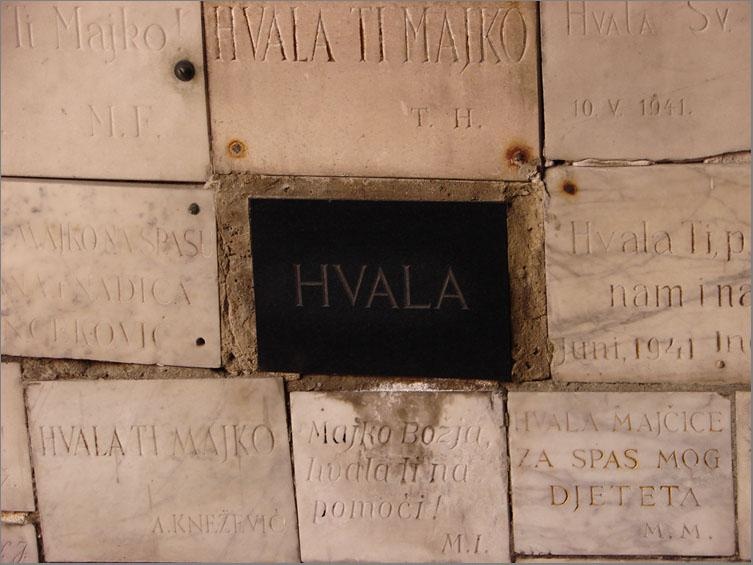 Ti Majko!
M.F.
HVALA TI MAJKO
T. H.
Hvala Sv.
10. V. 1941.
MAJKO NA SPASU
NADICA
HVALA
Hvala Ti, p
nam i na
Juni, 1941
HVALA TI MAJKO
A. KNEŽEVIĆ
Majko Božja,
hvala ti na
pomoći!
M.I.
HVALA MAJČICE
ZA SPAS MOG
DJETETA
M. M.